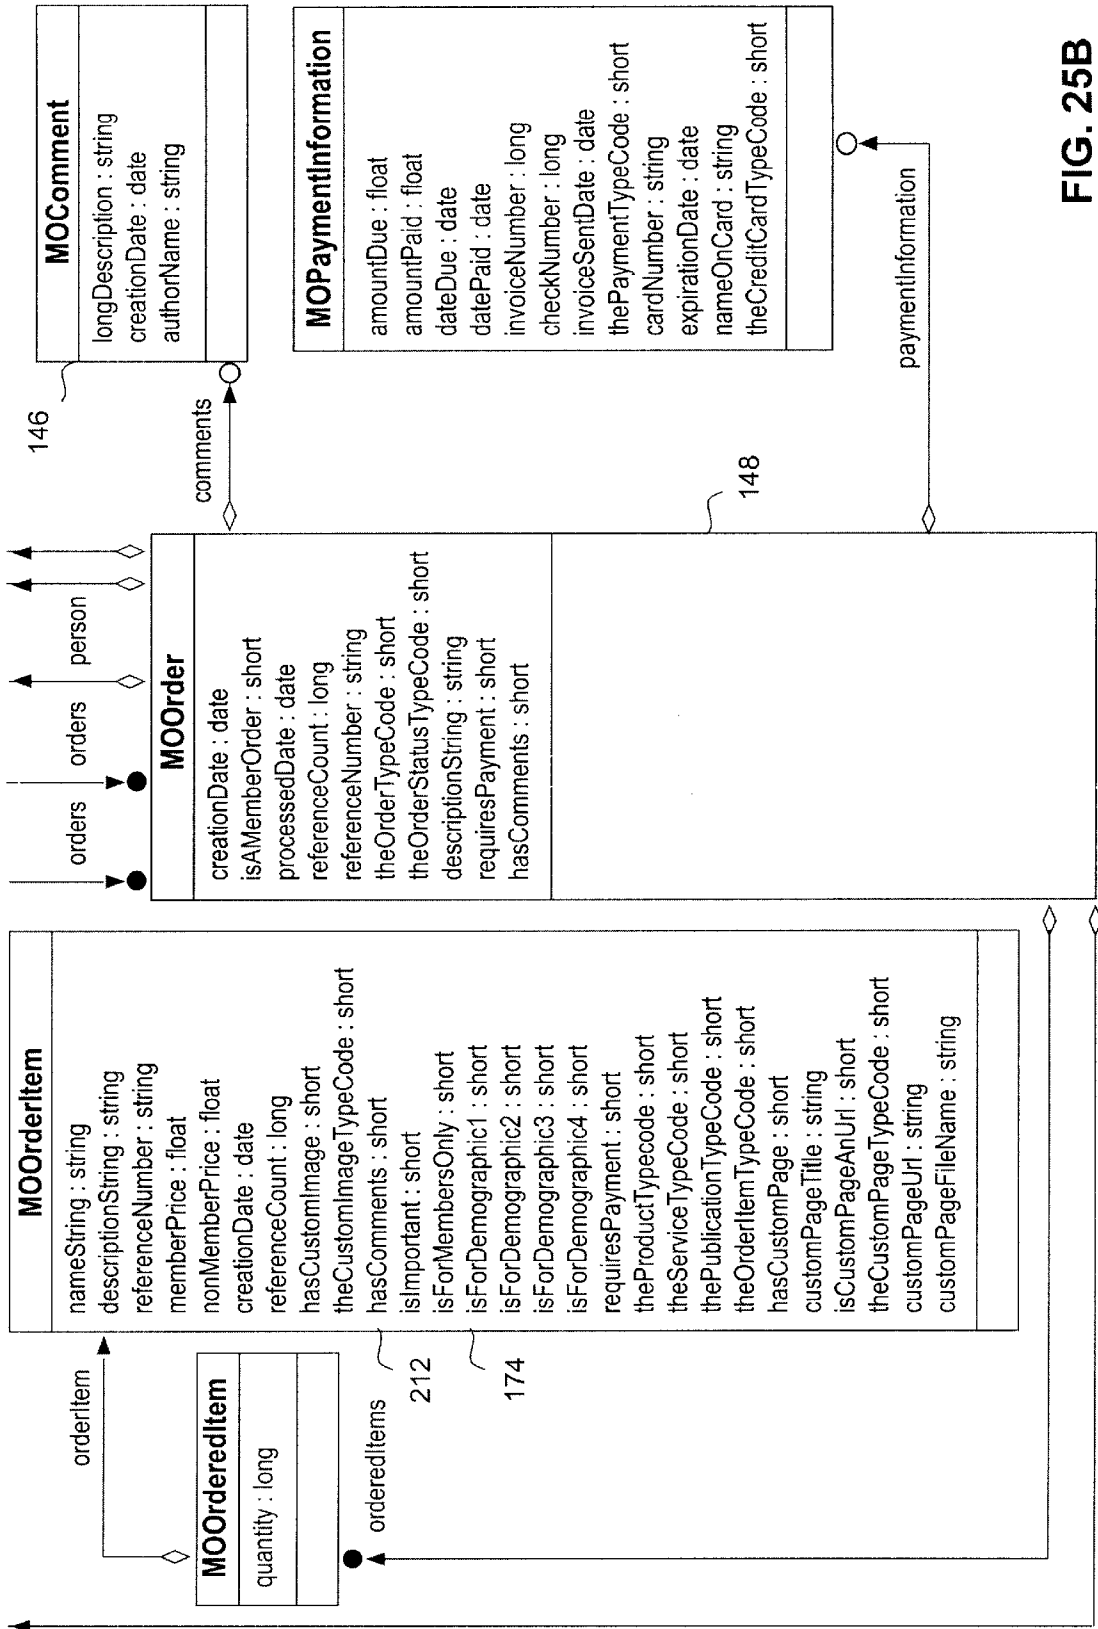 orderItem
MOOrderedItem
quantity : long
orderedItems
MOOrderItem
nameString : string
descriptionString : string
referenceNumber : string
memberPrice : float
nonMemberPrice : float
creationDate : date
referenceCount : long
hasCustomImage : short
theCustomImageTypeCode : short
hasComments : short
isImportant : short
isForMembersOnly : short
isForDemographic1 : short
isForDemographic2 : short
isForDemographic3 : short
isForDemographic4 : short
requiresPayment : short
theProductTypecode : short
theServiceTypeCode : short
thePublicationTypeCode : short
theOrderItemTypeCode : short
hasCustomPage : short
customPageTitle : string
isCustomPageAnUrl : short
theCustomPageTypeCode : short
customPageUrl : string
customPageFileName : string
212
174
orders
orders
person
MOOrder
creationDate : date
isAMemberOrder : short
processedDate : date
referenceCount : long
referenceNumber : string
theOrderTypeCode : short
theOrderStatusTypeCode : short
descriptionString : string
requiresPayment : short
hasComments : short
148
comments
146
MOComment
longDescription : string
creationDate : date
authorName : string
MOPaymentInformation
amountDue : float
amountPaid : float
dateDue : date
datePaid : date
invoiceNumber : long
checkNumber : long
invoiceSentDate : date
thePaymentTypeCode : short
cardNumber : string
expirationDate : date
nameOnCard : string
theCreditCardTypeCode : short
paymentInformation
FIG. 25B